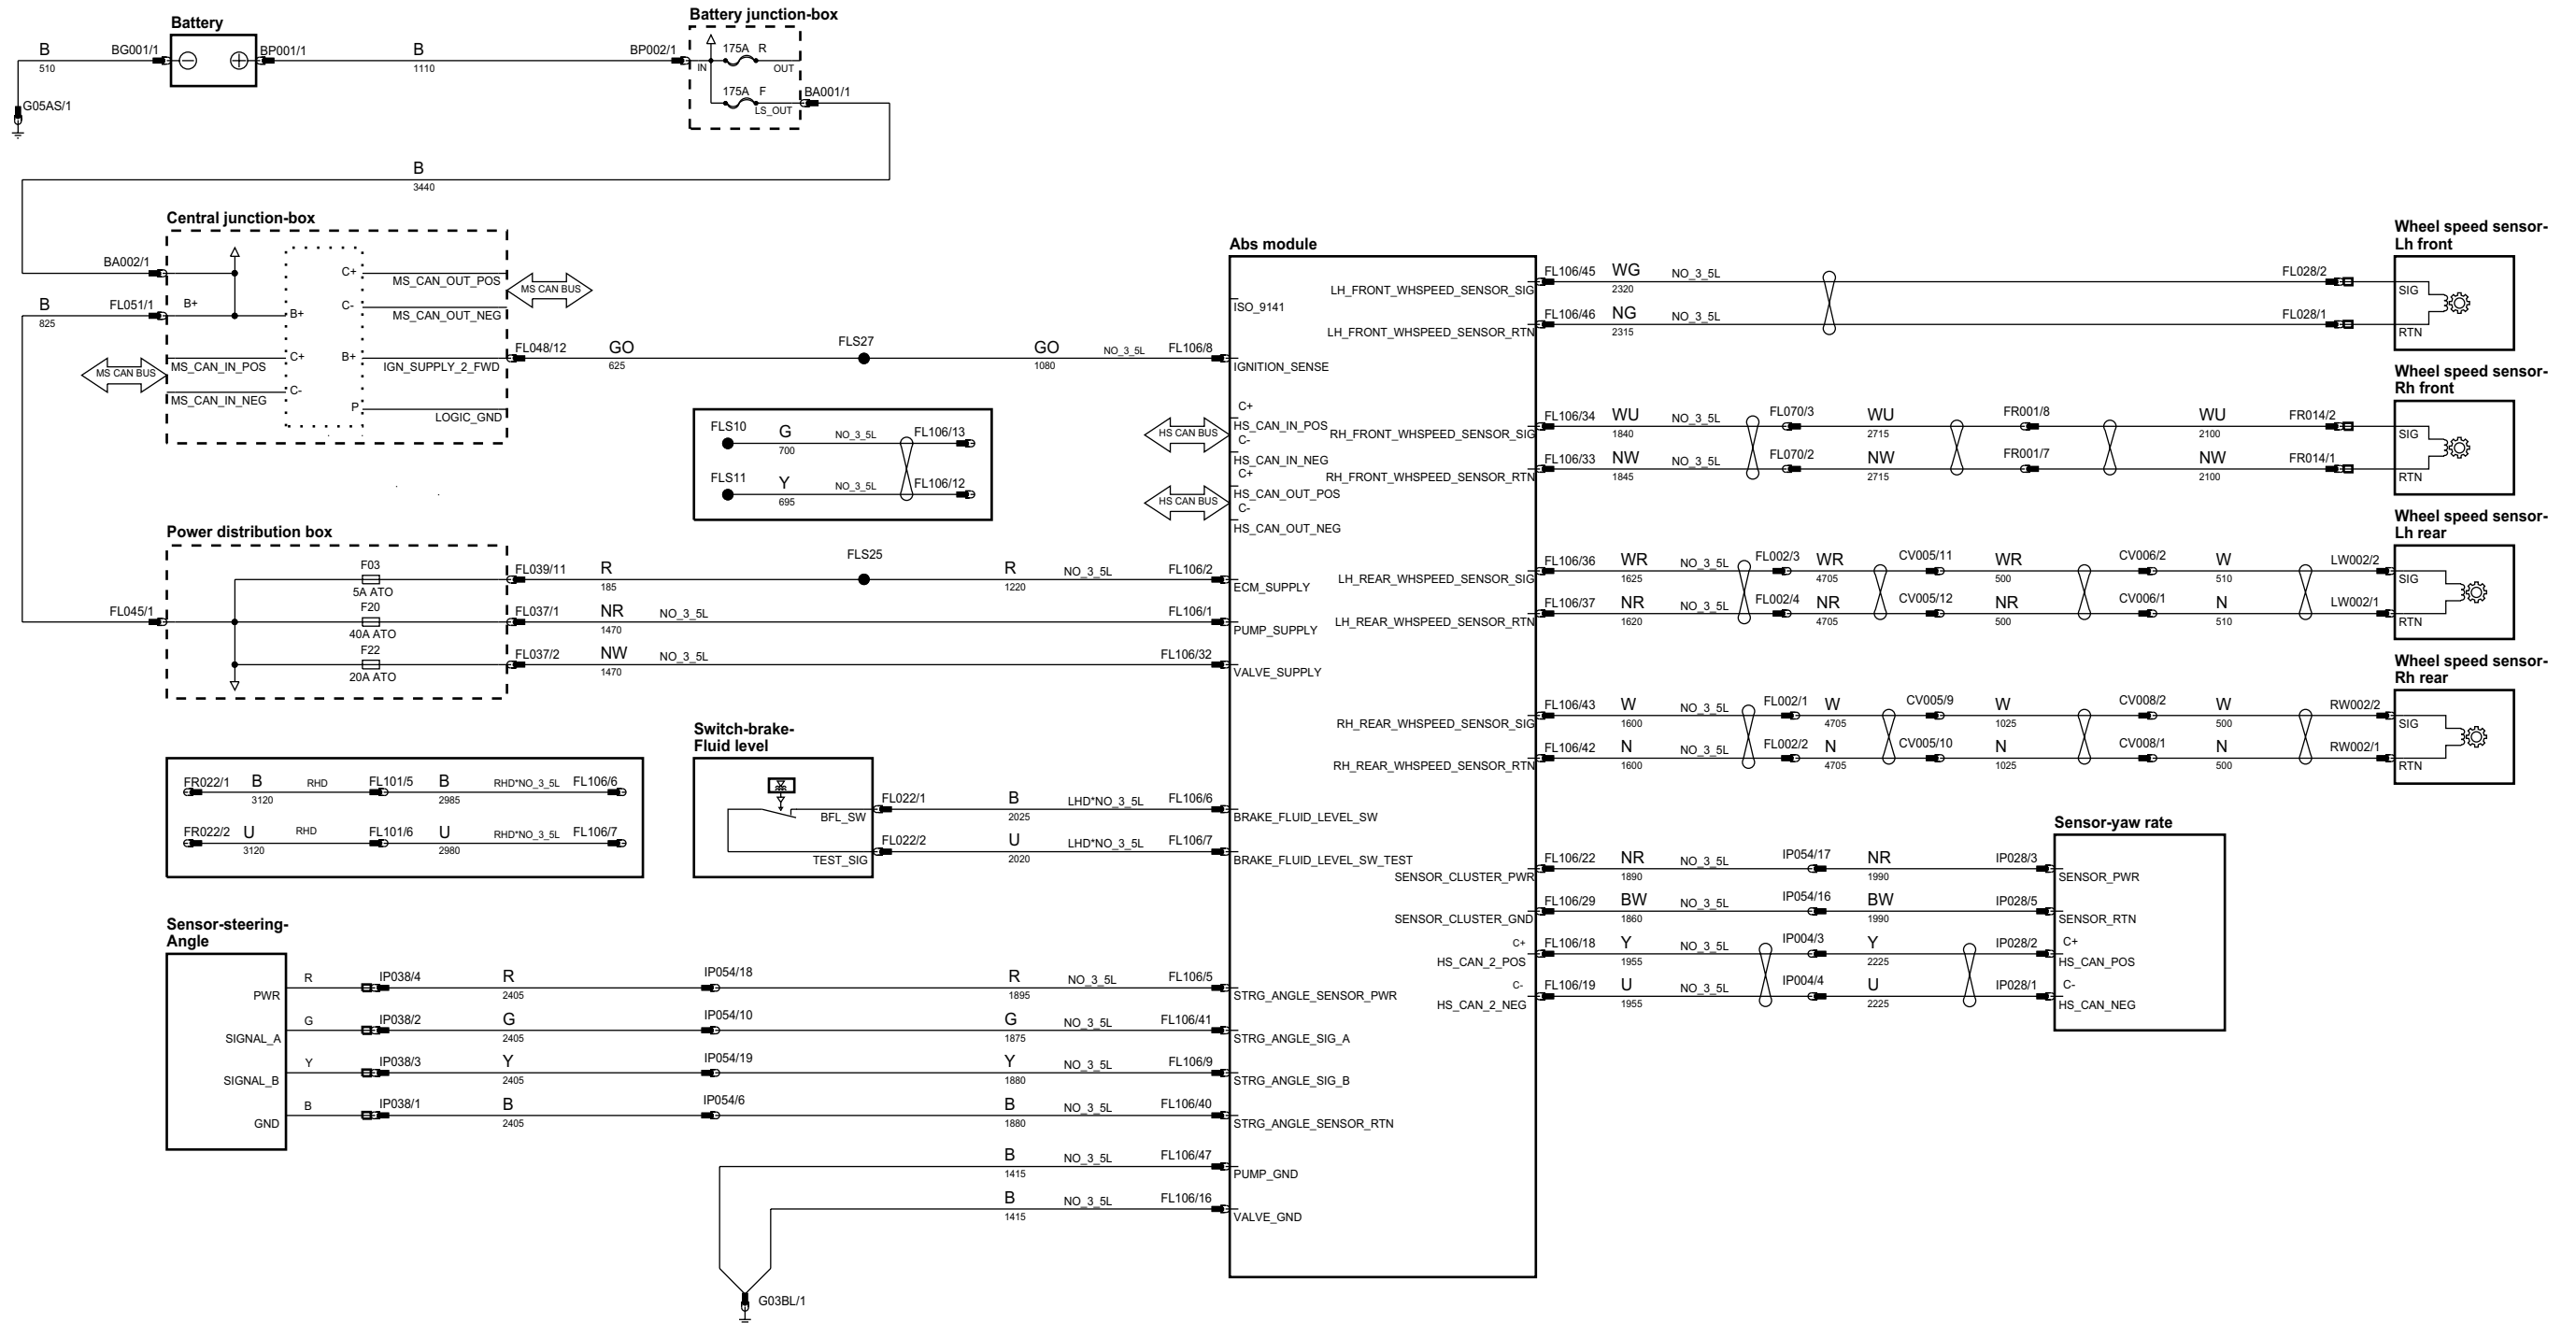 Battery
B
510
BG001/1
BP001/1
B
1110
G05AS/1
Battery junction-box
BP002/1
IN
175A R
OUT
175A F
LS_OUT
BA001/1
B
3440
Central junction-box
BA002/1
B
825
FL051/1
B+
B+
C+
MS_CAN_OUT_POS
C-
MS_CAN_OUT_NEG
MS CAN BUS
MS CAN BUS
MS_CAN_IN_POS
C+
MS_CAN_IN_NEG
C-
B+
IGN_SUPPLY_2_FWD
P
LOGIC_GND
FL048/12
GO
625
FLS27
GO
1080
NO_3_5L
FL106/8
FLS10
G
700
NO_3_5L
FL106/13
FLS11
Y
695
NO_3_5L
FL106/12
Power distribution box
FL045/1
F03
5A ATO
F20
40A ATO
F22
20A ATO
FL039/11
R
185
FLS25
R
1220
NO_3_5L
FL106/2
FL037/1
NR
1470
NO_3_5L
FL106/1
FL037/2
NW
1470
NO_3_5L
FL106/32
FR022/1
B
3120
RHD
FL101/5
B
2985
RHD*NO_3_5L
FL106/6
FR022/2
U
3120
RHD
FL101/6
U
2980
RHD*NO_3_5L
FL106/7
Switch-brake-
Fluid level
BFL_SW
TEST_SIG
FL022/1
B
2025
LHD*NO_3_5L
FL106/6
FL022/2
U
2020
LHD*NO_3_5L
FL106/7
Sensor-steering-
Angle
PWR
R
IP038/4
R
2405
IP054/18
R
1895
NO_3_5L
FL106/5
SIGNAL_A
G
IP038/2
G
2405
IP054/10
G
1875
NO_3_5L
FL106/41
SIGNAL_B
Y
IP038/3
Y
2405
IP054/19
Y
1880
NO_3_5L
FL106/9
GND
B
IP038/1
B
2405
IP054/6
B
1880
NO_3_5L
FL106/40
B
1415
NO_3_5L
FL106/47
B
1415
NO_3_5L
FL106/16
G03BL/1
Abs module
ISO_9141
IGNITION_SENSE
HS CAN BUS
C+
HS_CAN_IN_POS
C-
HS_CAN_IN_NEG
HS CAN BUS
C+
HS_CAN_OUT_POS
C-
HS_CAN_OUT_NEG
ECM_SUPPLY
PUMP_SUPPLY
VALVE_SUPPLY
BRAKE_FLUID_LEVEL_SW
BRAKE_FLUID_LEVEL_SW_TEST
STRG_ANGLE_SENSOR_PWR
STRG_ANGLE_SIG_A
STRG_ANGLE_SIG_B
STRG_ANGLE_SENSOR_RTN
PUMP_GND
VALVE_GND
LH_FRONT_WHSPEED_SENSOR_SIG
LH_FRONT_WHSPEED_SENSOR_RTN
RH_FRONT_WHSPEED_SENSOR_SIG
RH_FRONT_WHSPEED_SENSOR_RTN
LH_REAR_WHSPEED_SENSOR_SIG
LH_REAR_WHSPEED_SENSOR_RTN
RH_REAR_WHSPEED_SENSOR_SIG
RH_REAR_WHSPEED_SENSOR_RTN
SENSOR_CLUSTER_PWR
SENSOR_CLUSTER_GND
C+
HS_CAN_2_POS
C-
HS_CAN_2_NEG
FL106/45
WG
2320
NO_3_5L
FL028/2
FL106/46
NG
2315
NO_3_5L
FL028/1
Wheel speed sensor-
Lh front
SIG
RTN
FL106/34
WU
1840
NO_3_5L
FL070/3
WU
2715
FR001/8
WU
2100
FR014/2
FL106/33
NW
1845
NO_3_5L
FL070/2
NW
2715
FR001/7
NW
2100
FR014/1
Wheel speed sensor-
Rh front
SIG
RTN
FL106/36
WR
1625
NO_3_5L
FL002/3
WR
4705
CV005/11
WR
500
CV006/2
W
510
LW002/2
FL106/37
NR
1620
NO_3_5L
FL002/4
NR
4705
CV005/12
NR
500
CV006/1
N
510
LW002/1
Wheel speed sensor-
Lh rear
SIG
RTN
FL106/43
W
1600
NO_3_5L
FL002/1
W
4705
CV005/9
W
1025
CV008/2
W
500
RW002/2
FL106/42
N
1600
NO_3_5L
FL002/2
N
4705
CV005/10
N
1025
CV008/1
N
500
RW002/1
Wheel speed sensor-
Rh rear
SIG
RTN
Sensor-yaw rate
FL106/22
NR
1890
NO_3_5L
IP054/17
NR
1990
IP028/3
SENSOR_PWR
FL106/29
BW
1860
NO_3_5L
IP054/16
BW
1990
IP028/5
SENSOR_RTN
FL106/18
Y
1955
NO_3_5L
IP004/3
Y
2225
IP028/2
C+
HS_CAN_POS
FL106/19
U
1955
NO_3_5L
IP004/4
U
2225
IP028/1
C-
HS_CAN_NEG